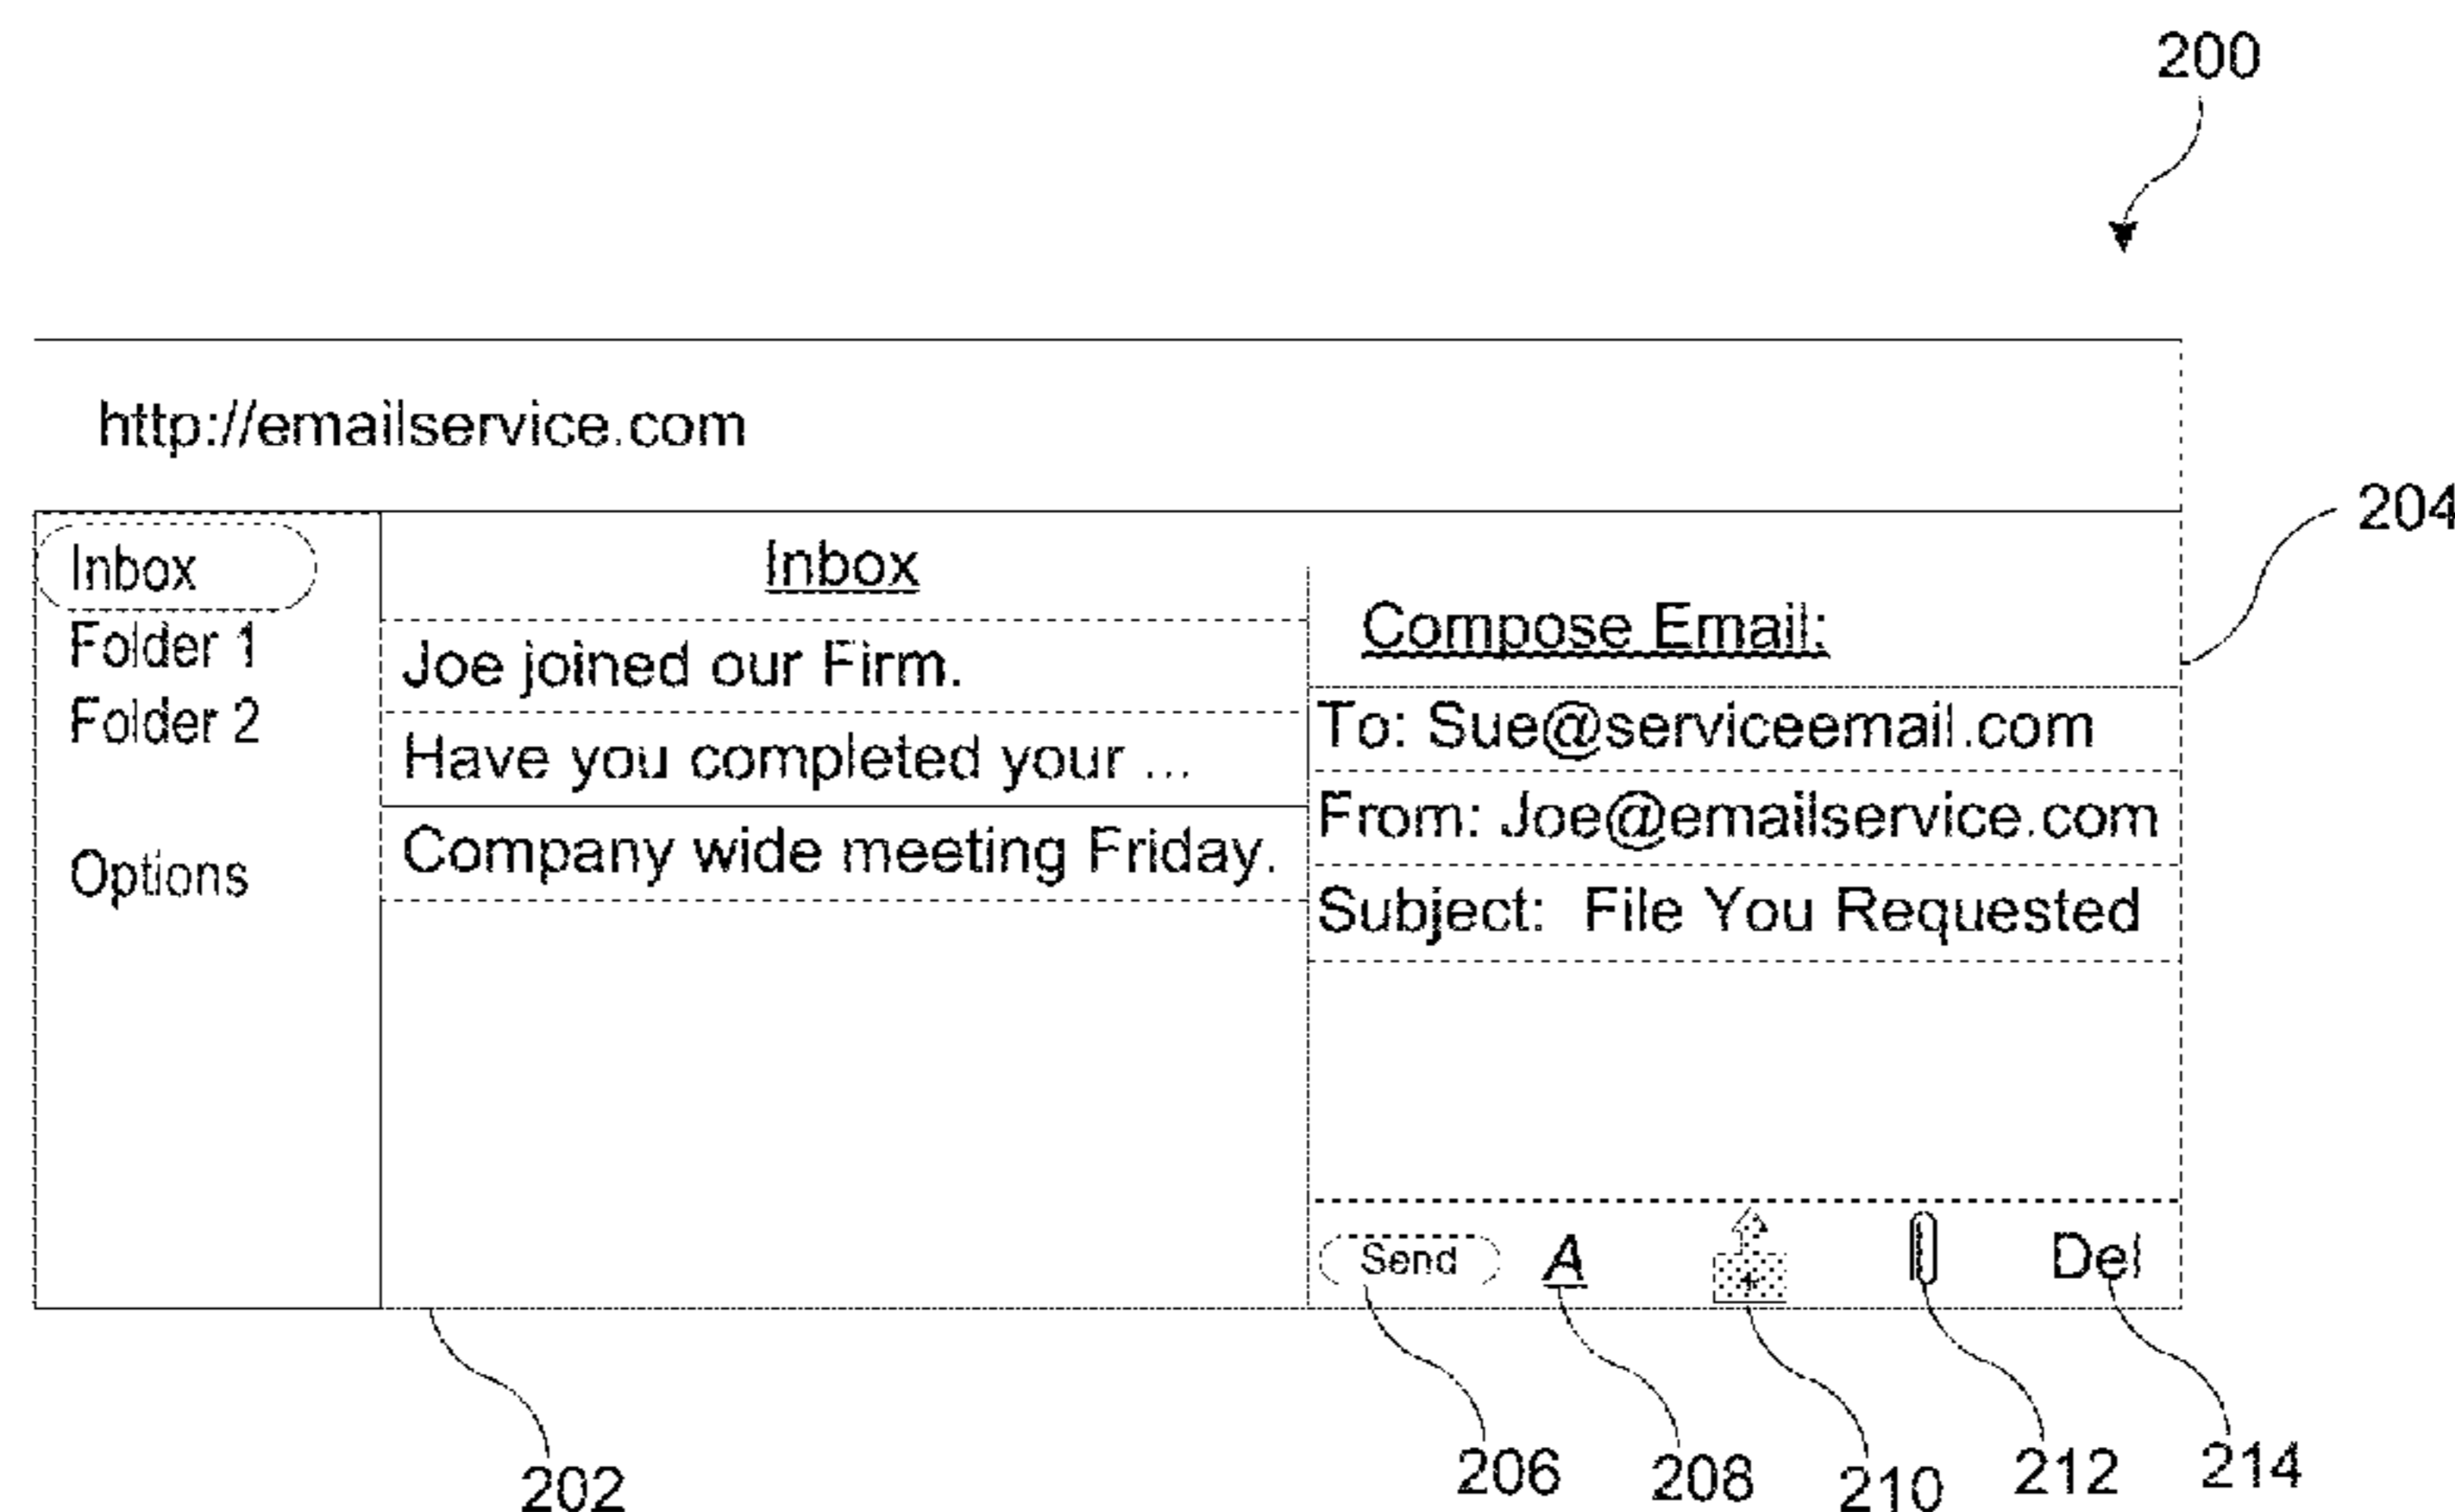 200
http://emailservice.com
204
Inbox
Folder 1
Folder 2
Options
Inbox
Joe joined our Firm.
Have you completed your ...
Company wide meeting Friday.
Compose Email:
To: Sue@serviceemail.com
From: Joe@emailservice.com
Subject: File You Requested
Send A + Del
202
206 208 210 212 214